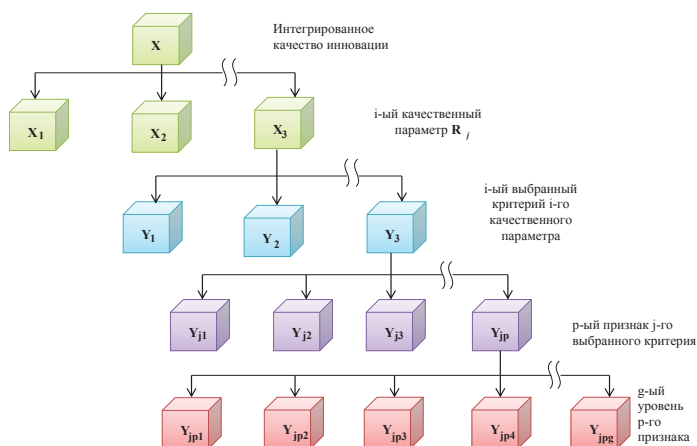 Интегрированное
качество инновации
X
i-ый качественный
параметр R j
X1
X2
X3
i-ый выбранный
критерий i-го
качественного
параметра
Y1
Y2
Y3
p-ый признак j-го
выбранного критерия
Yj1
Yj2
Yj3
Yjp
g-ый
уровень
p-го
признака
Yjp1
Yjp2
Yjp3
Yjp4
Yjpg